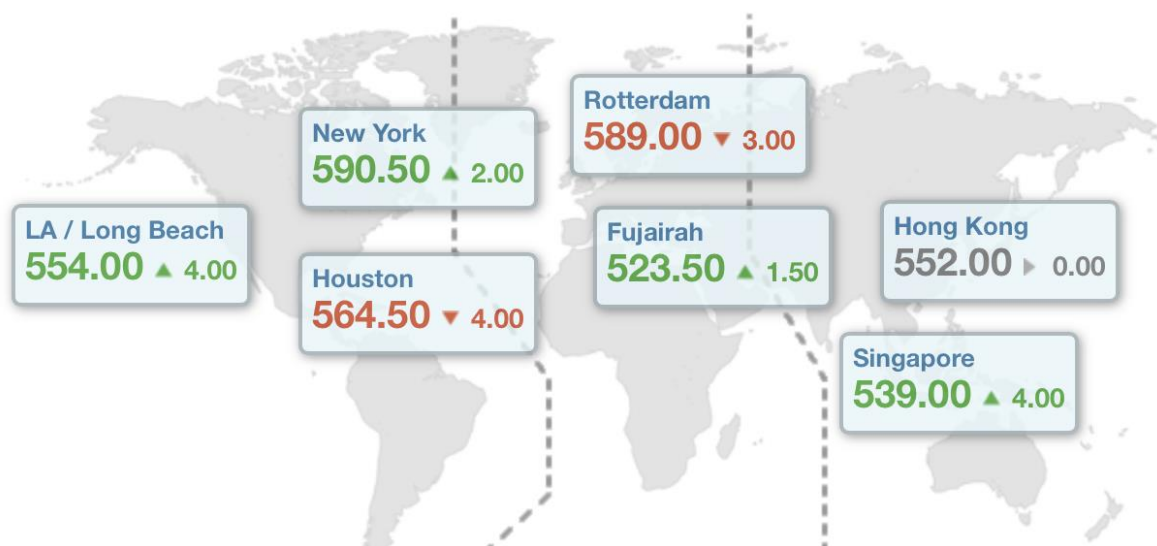 Rotterdam
589.00 ▼ 3.00
New York
590.50 ▲ 2.00
LA / Long Beach
554.00 ▲ 4.00
Fujairah
523.50 ▲ 1.50
Hong Kong
552.00 ▶ 0.00
Houston
564.50 ▼ 4.00
Singapore
539.00 ▲ 4.00